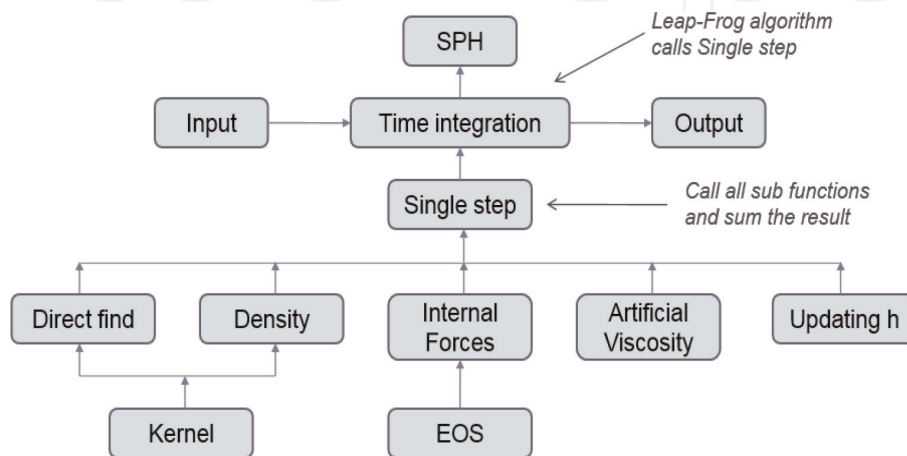 Leap-Frog algorithm
calls Single step
SPH
Input
Time integration
Output
Single step
Call all sub functions
and sum the result
Direct find
Density
Internal
Forces
Artificial
Viscosity
Updating h
Kernel
EOS